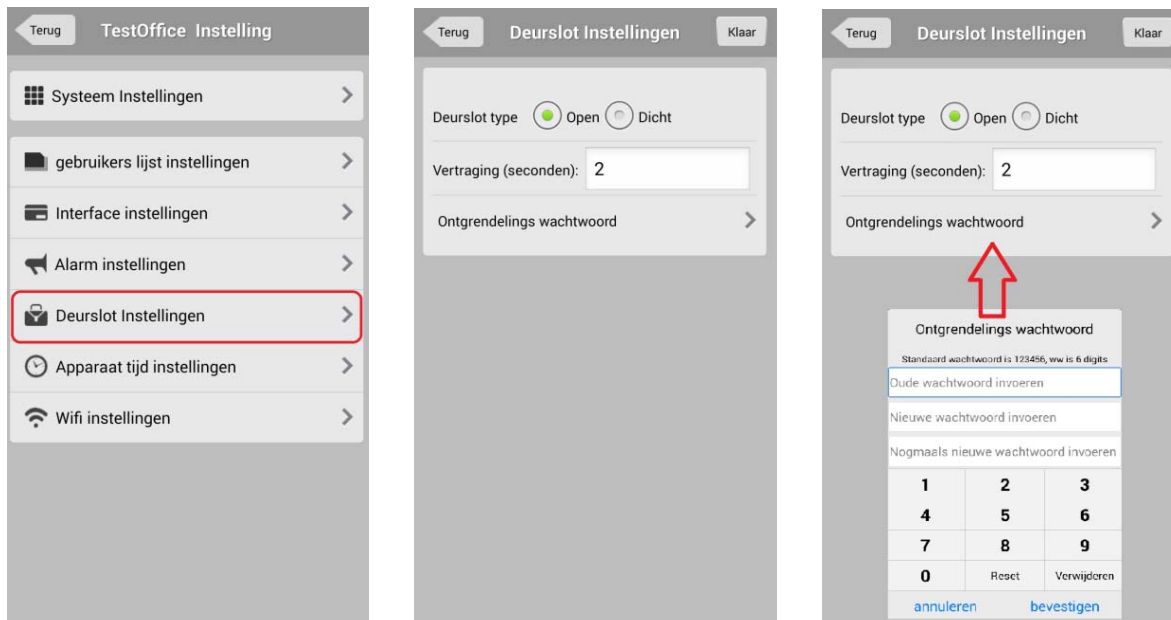 Terug TestOffice Instelling
Systeem Instellingen
gebruikers lijst instellingen
Interface instellingen
Alarm instellingen
Deurslot Instellingen
Apparaat tijd instellingen
Wifi instellingen
Terug Deurslot Instellingen Klaar
Deurslot type Open Dicht
Vertraging (seconden): 2
Ontgrendelings wachtwoord
Terug Deurslot Instellingen Klaar
Deurslot type Open Dicht
Vertraging (seconden): 2
Ontgrendelings wachtwoord
Ontgrendelings wachtwoord
Standaard wachtwoord is 123456, ww is 6 digits
Oude wachtwoord invoeren
Nieuwe wachtwoord invoeren
Nogmaals nieuwe wachtwoord invoeren
1 2 3
4 5 6
7 8 9
0 Reset Verwijderen
annuleren bevestigen